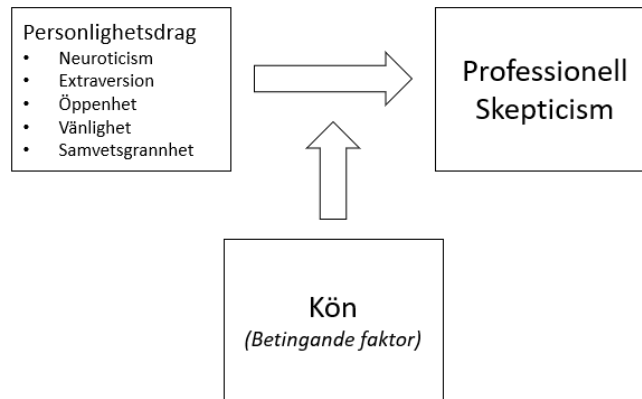 Personlighetsdrag
• Neuroticism
• Extraversion
• Öppenhet
• Vänlighet
• Samvetsgrannhet
Professionell
Skepticism
Kön
(Betingande faktor)